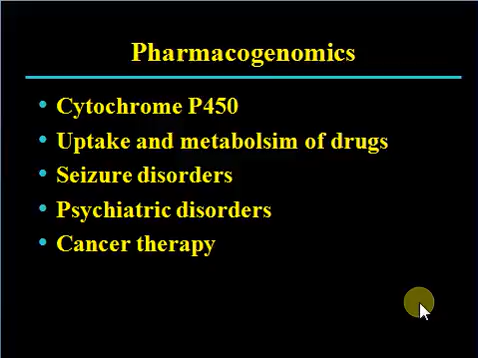 Pharmacogenomics
• Cytochrome P450
• Uptake and metabolsim of drugs
• Seizure disorders
• Psychiatric disorders
• Cancer therapy